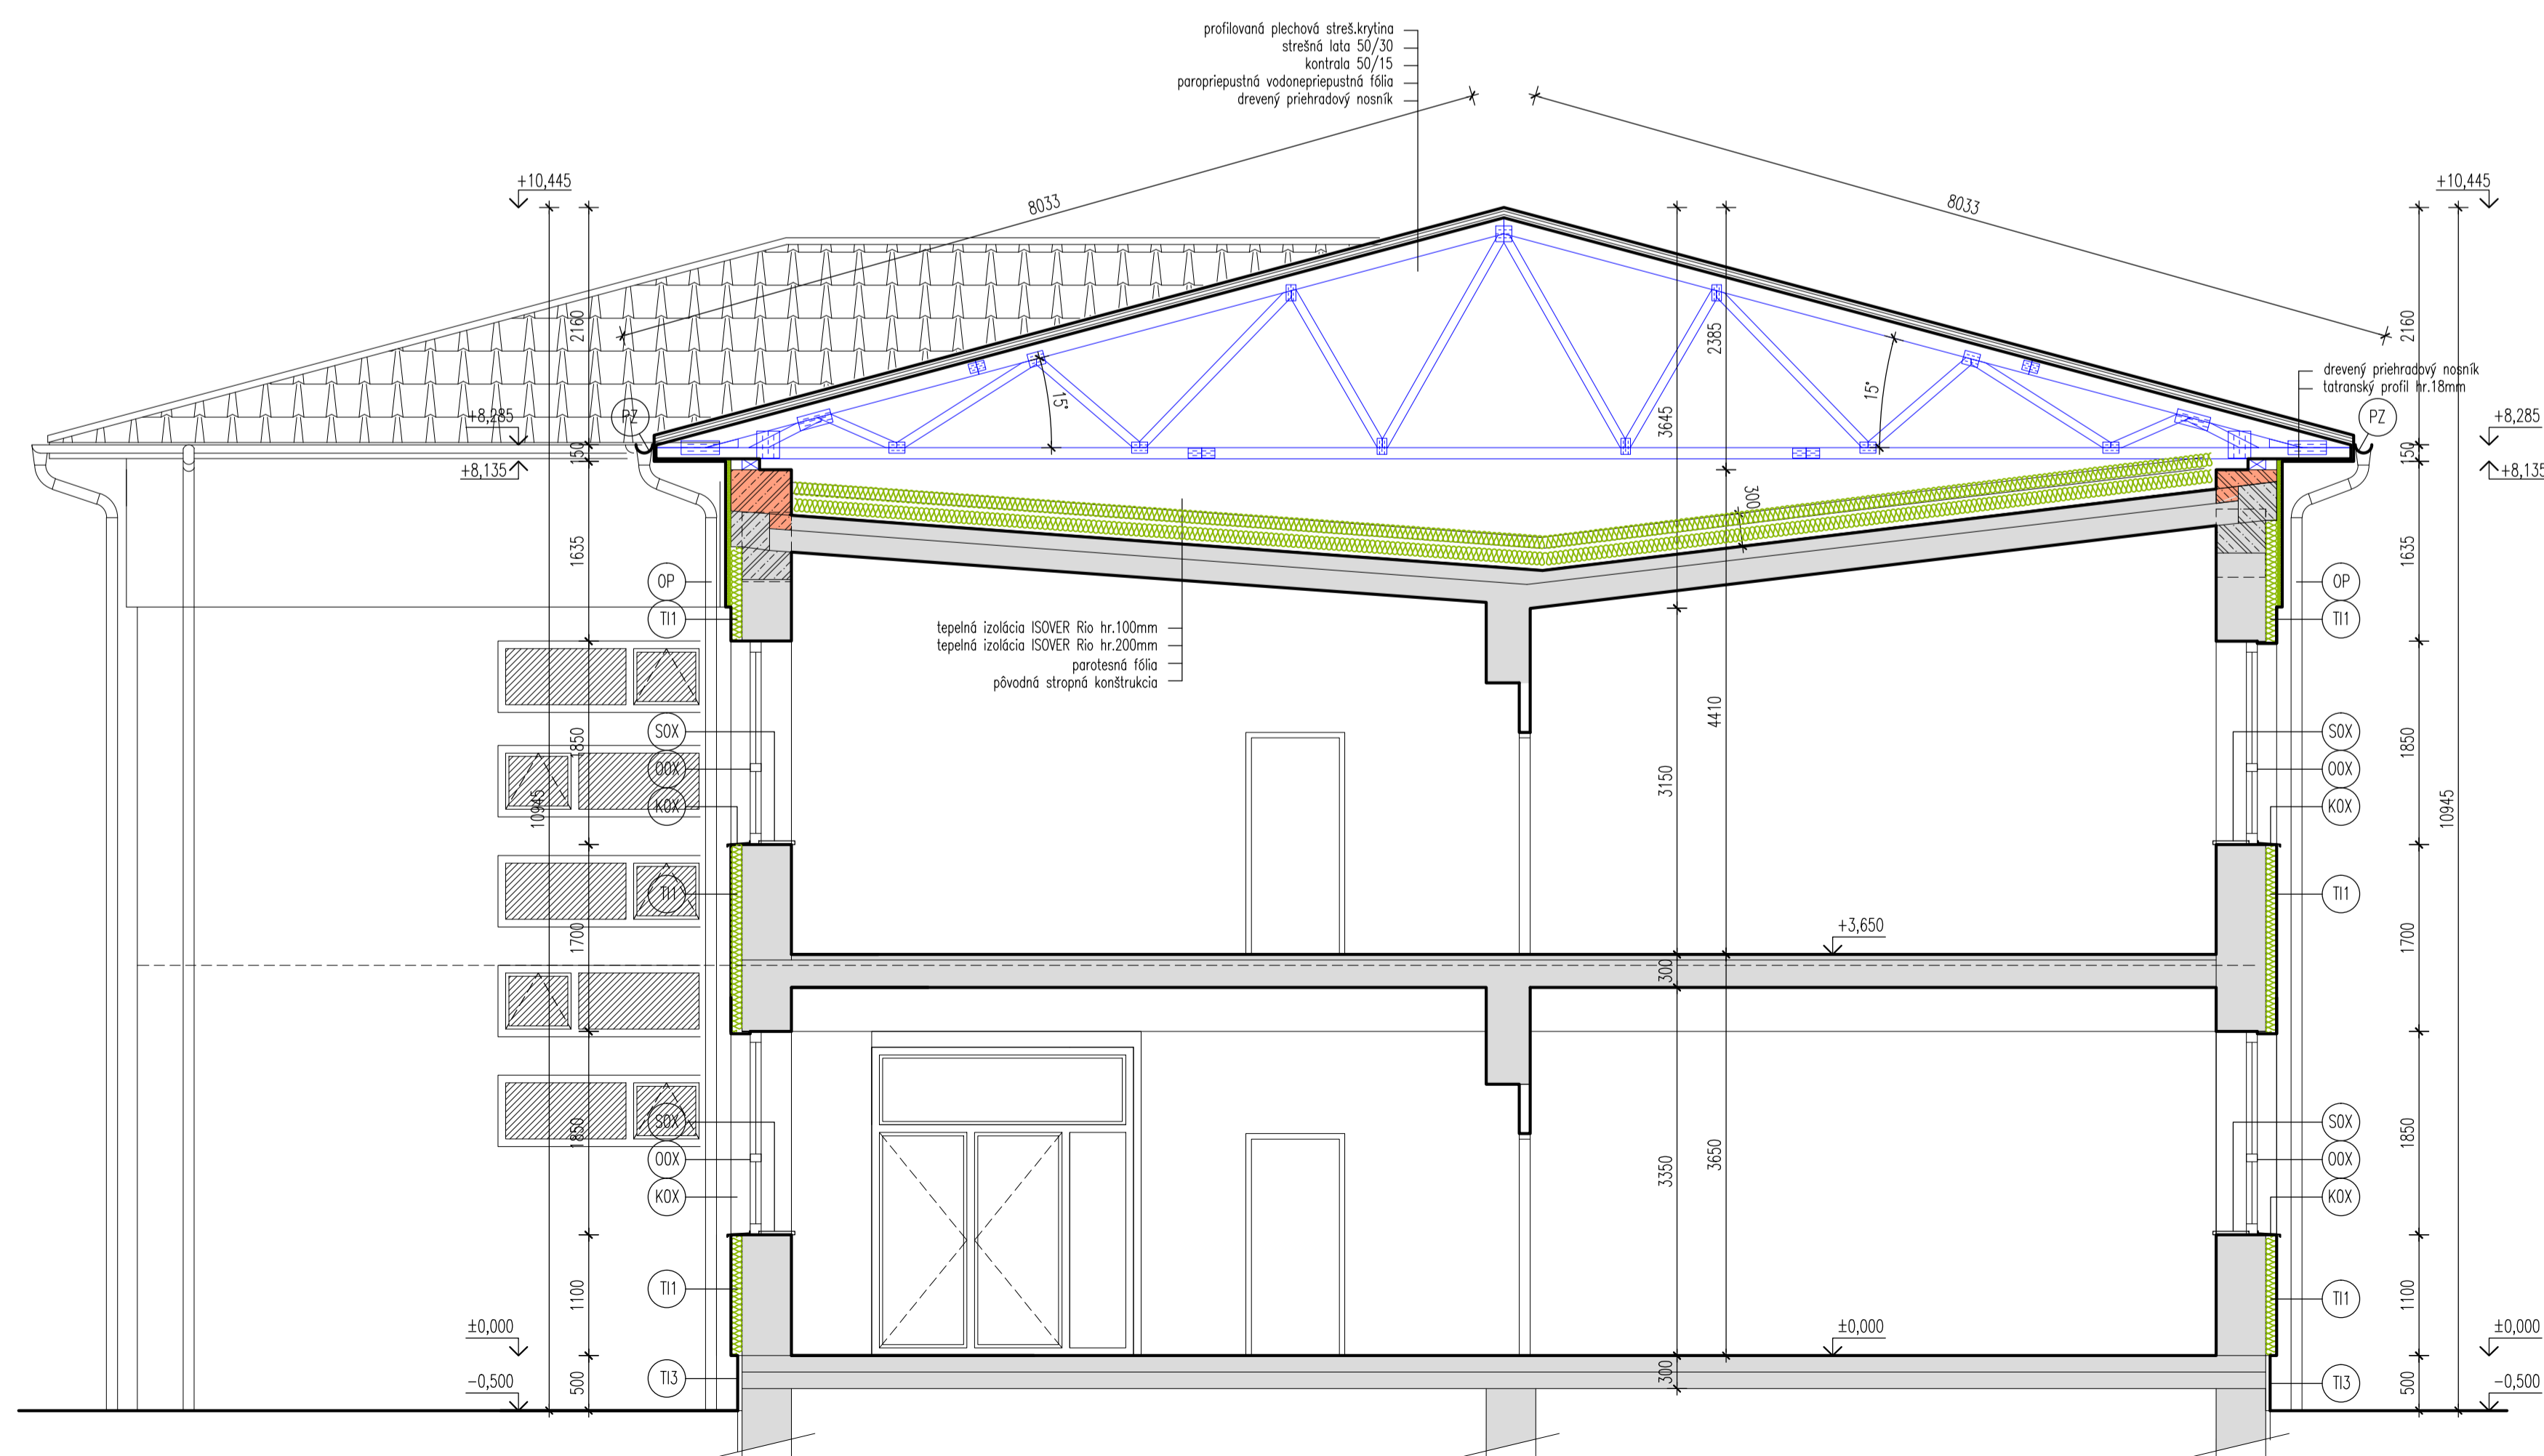 profilovaná plechová streš.krytina
strešná lata 50/30
kontrala 50/15
paropriepustná vodonepriepustná fólia
drevený priehradový nosník
8033
8033
+10,445
+10,445
2160
2385
3645
2160
15°
15°
drevený priehradový nosník
tatranský profil hr.18mm
PZ
PZ
+8,285
+8,285
150
150
+8,135
+8,135
300
1635
1635
OP
OP
TI1
TI1
tepelná izolácia ISOVER Rio hr.100mm
tepelná izolácia ISOVER Rio hr.200mm
parotesná fólia
pôvodná stropná konštrukcia
4410
SOX
SOX
1850
1850
OOX
OOX
KOX
KOX
10945
10945
3150
TI1
TI1
1700
1700
+3,650
300
SOX
SOX
1850
1850
OOX
OOX
3350
3650
KOX
KOX
TI1
TI1
1100
1100
±0,000
±0,000
±0,000
300
TI3
TI3
500
500
-0,500
-0,500